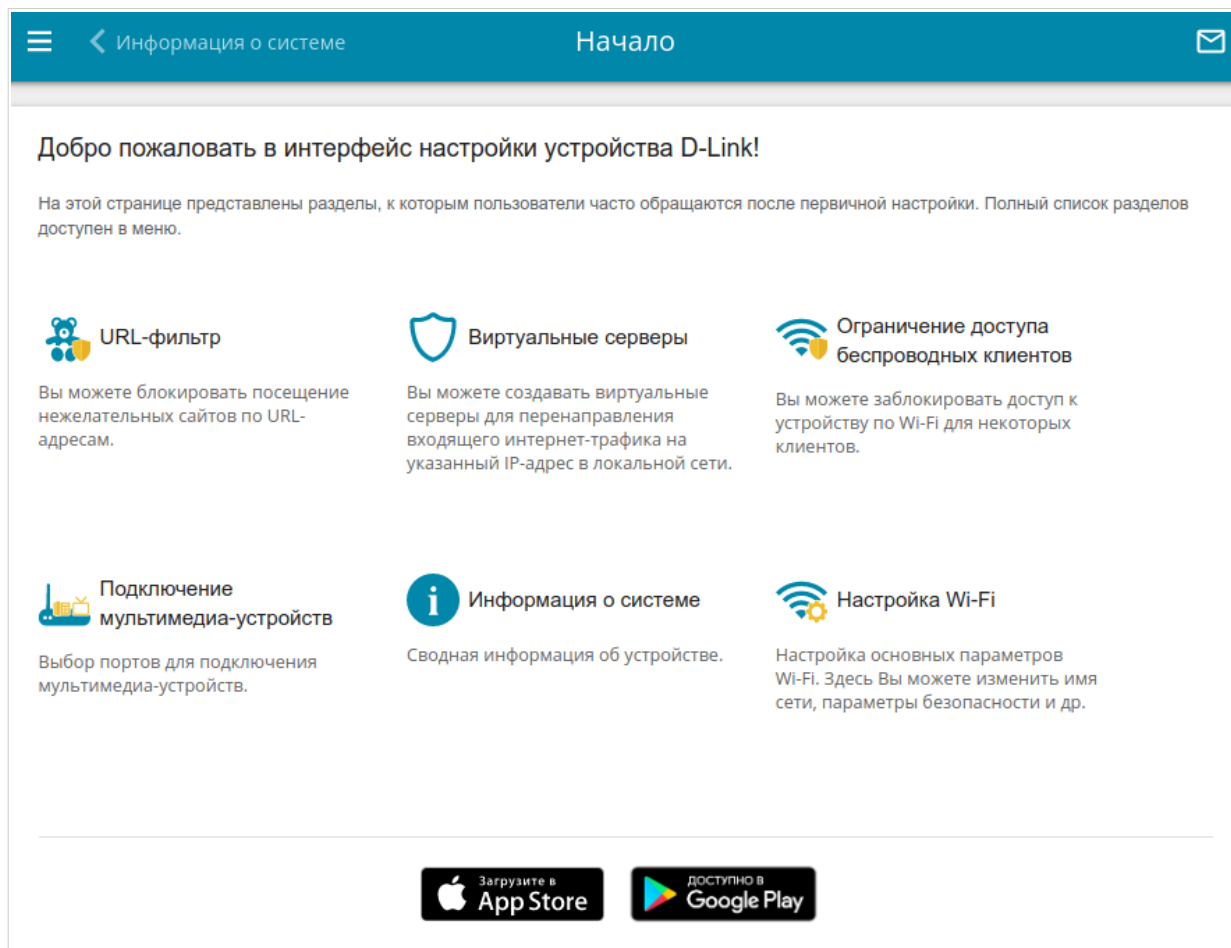 Информация о системе
Начало
Добро пожаловать в интерфейс настройки устройства D-Link!
На этой странице представлены разделы, к которым пользователи часто обращаются после первичной настройки. Полный список разделов
доступен в меню.
URL-фильтр
Вы можете блокировать посещение
нежелательных сайтов по URL-
адресам.
Виртуальные серверы
Вы можете создавать виртуальные
серверы для перенаправления
входящего интернет-трафика на
указанный IP-адрес в локальной сети.
Ограничение доступа
беспроводных клиентов
Вы можете заблокировать доступ к
устройству по Wi-Fi для некоторых
клиентов.
Подключение
мультимедиа-устройств
Выбор портов для подключения
мультимедиа-устройств.
Информация о системе
Сводная информация об устройстве.
Настройка Wi-Fi
Настройка основных параметров
Wi-Fi. Здесь Вы можете изменить имя
сети, параметры безопасности и др.
Загрузите в
App Store
ДОСТУПНО В
Google Play